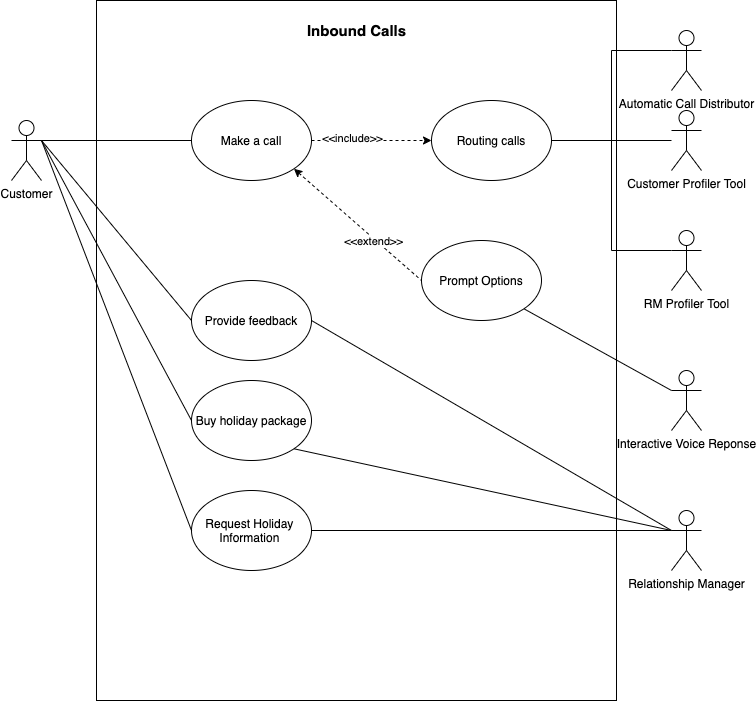 Inbound Calls
Automatic Call Distributor
Make a call
<<include>>
Routing calls
Customer Profiler Tool
Customer
<<extend>>
Prompt Options
RM Profiler Tool
Provide feedback
Buy holiday package
Interactive Voice Reponse
Request Holiday
Information
Relationship Manager